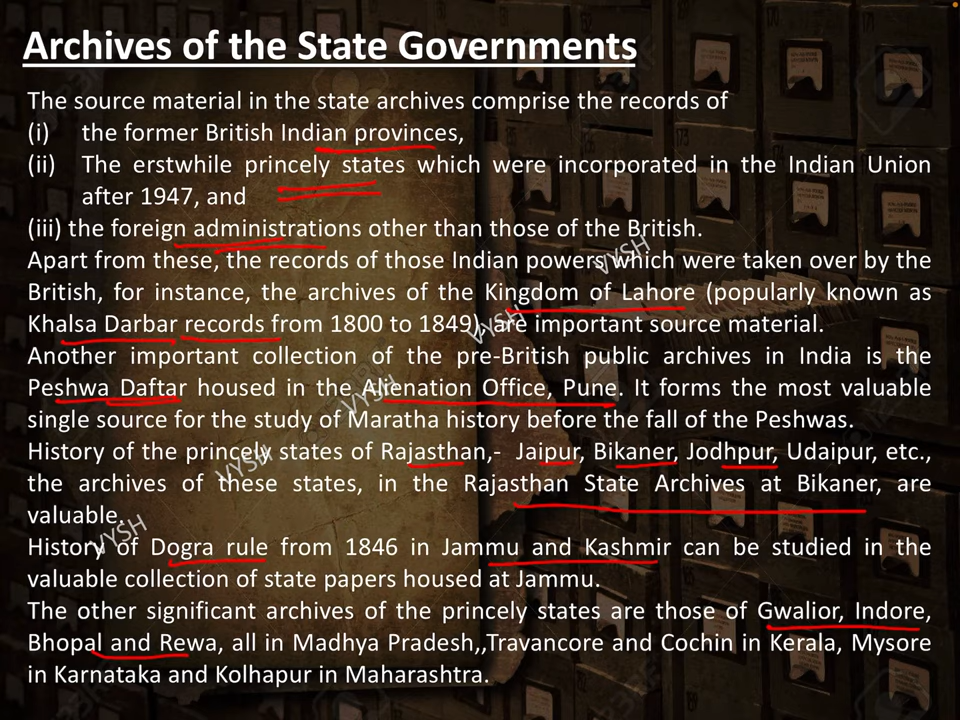 Archives of the State Governments
The source material in the state archives comprise the records of
(i) the former British Indian provinces,
(ii) The erstwhile princely states which were incorporated in the Indian Union
after 1947, and
(iii) the foreign administrations other than those of the British.
Apart from these, the records of those Indian powers which were taken over by the
British, for instance, the archives of the Kingdom of Lahore (popularly known as
Khalsa Darbar records from 1800 to 1849), are important source material.
Another important collection of the pre-British public archives in India is the
Peshwa Daftar housed in the Alienation Office, Pune. It forms the most valuable
single source for the study of Maratha history before the fall of the Peshwas.
History of the princely states of Rajasthan,- Jaipur, Bikaner, Jodhpur, Udaipur, etc.,
the archives of these states, in the Rajasthan State Archives at Bikaner, are
valuable.
History of Dogra rule from 1846 in Jammu and Kashmir can be studied in the
valuable collection of state papers housed at Jammu.
The other significant archives of the princely states are those of Gwalior, Indore,
Bhopal and Rewa, all in Madhya Pradesh,,Travancore and Cochin in Kerala, Mysore
in Karnataka and Kolhapur in Maharashtra.
VYSH
VYSH
VYSH
VYSH
VYSH